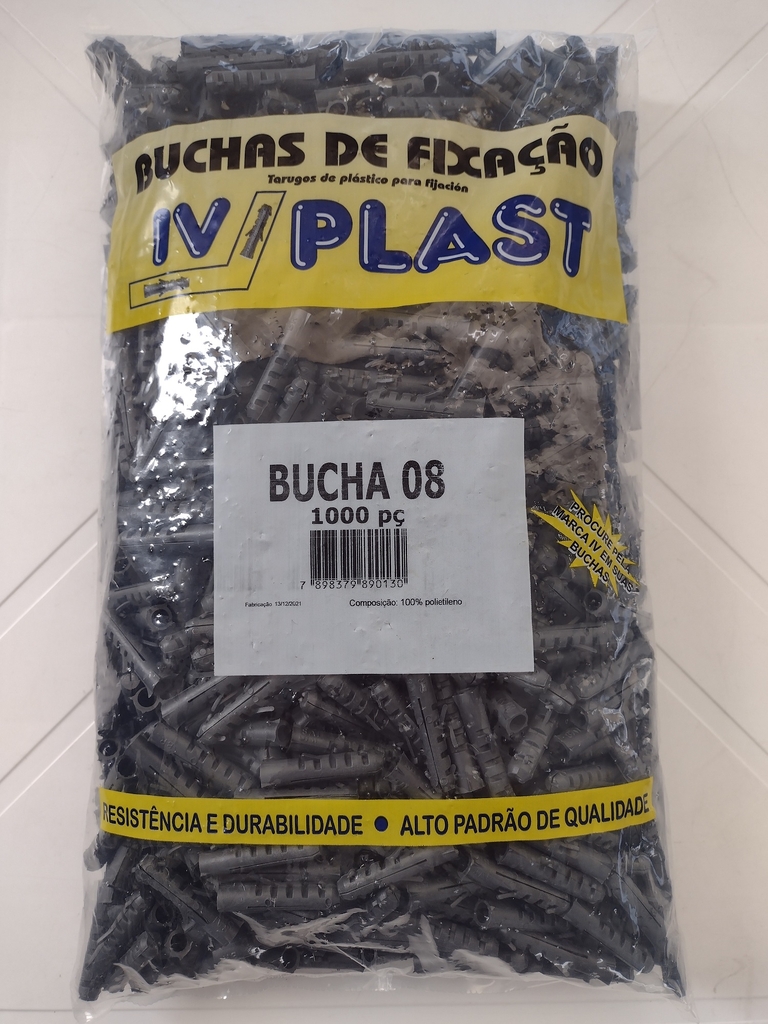 BUCHAS DE FIXAÇÃO
Tarugos de plástico para fijación
IV PLAST
BUCHA 08
1000 pç
7 898379 890130
Fabricação 13/12/2021
Composição: 100% polietileno
PROCURE PELA
MARCA IV EM SUAS
BUCHAS
RESISTÊNCIA E DURABILIDADE ● ALTO PADRÃO DE QUALIDADE